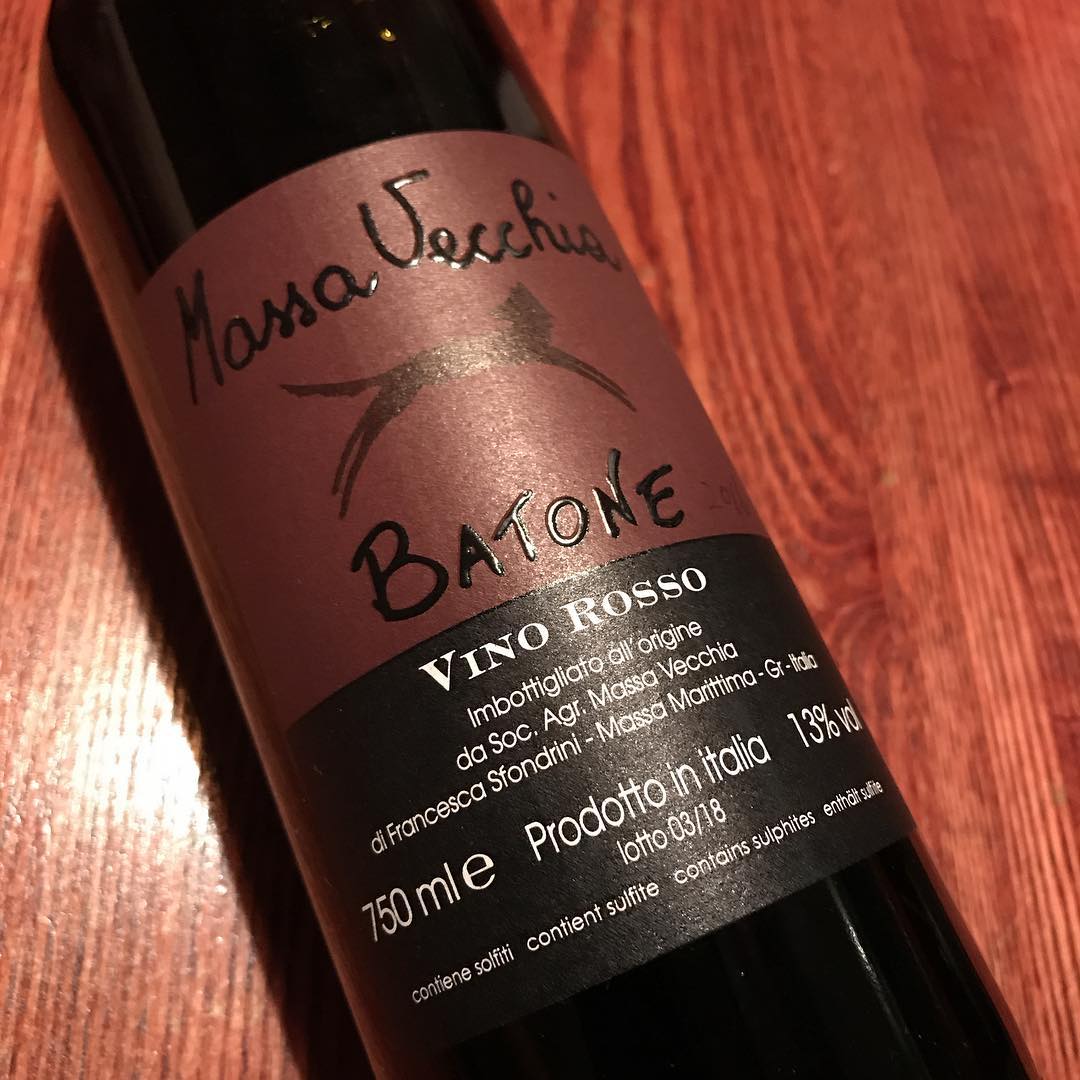 Massa Vecchia
BATONE
VINO ROSSO
Imbottigliato all'origine
da Soc. Agr. Massa Vecchia
di Francesca Sfondrini - Massa Marittima - Gr - Italia
750 ml e Prodotto in italia 13% vol
lotto 03/18
contiene solfiti contient sulfite contains sulphites enthält sulfite